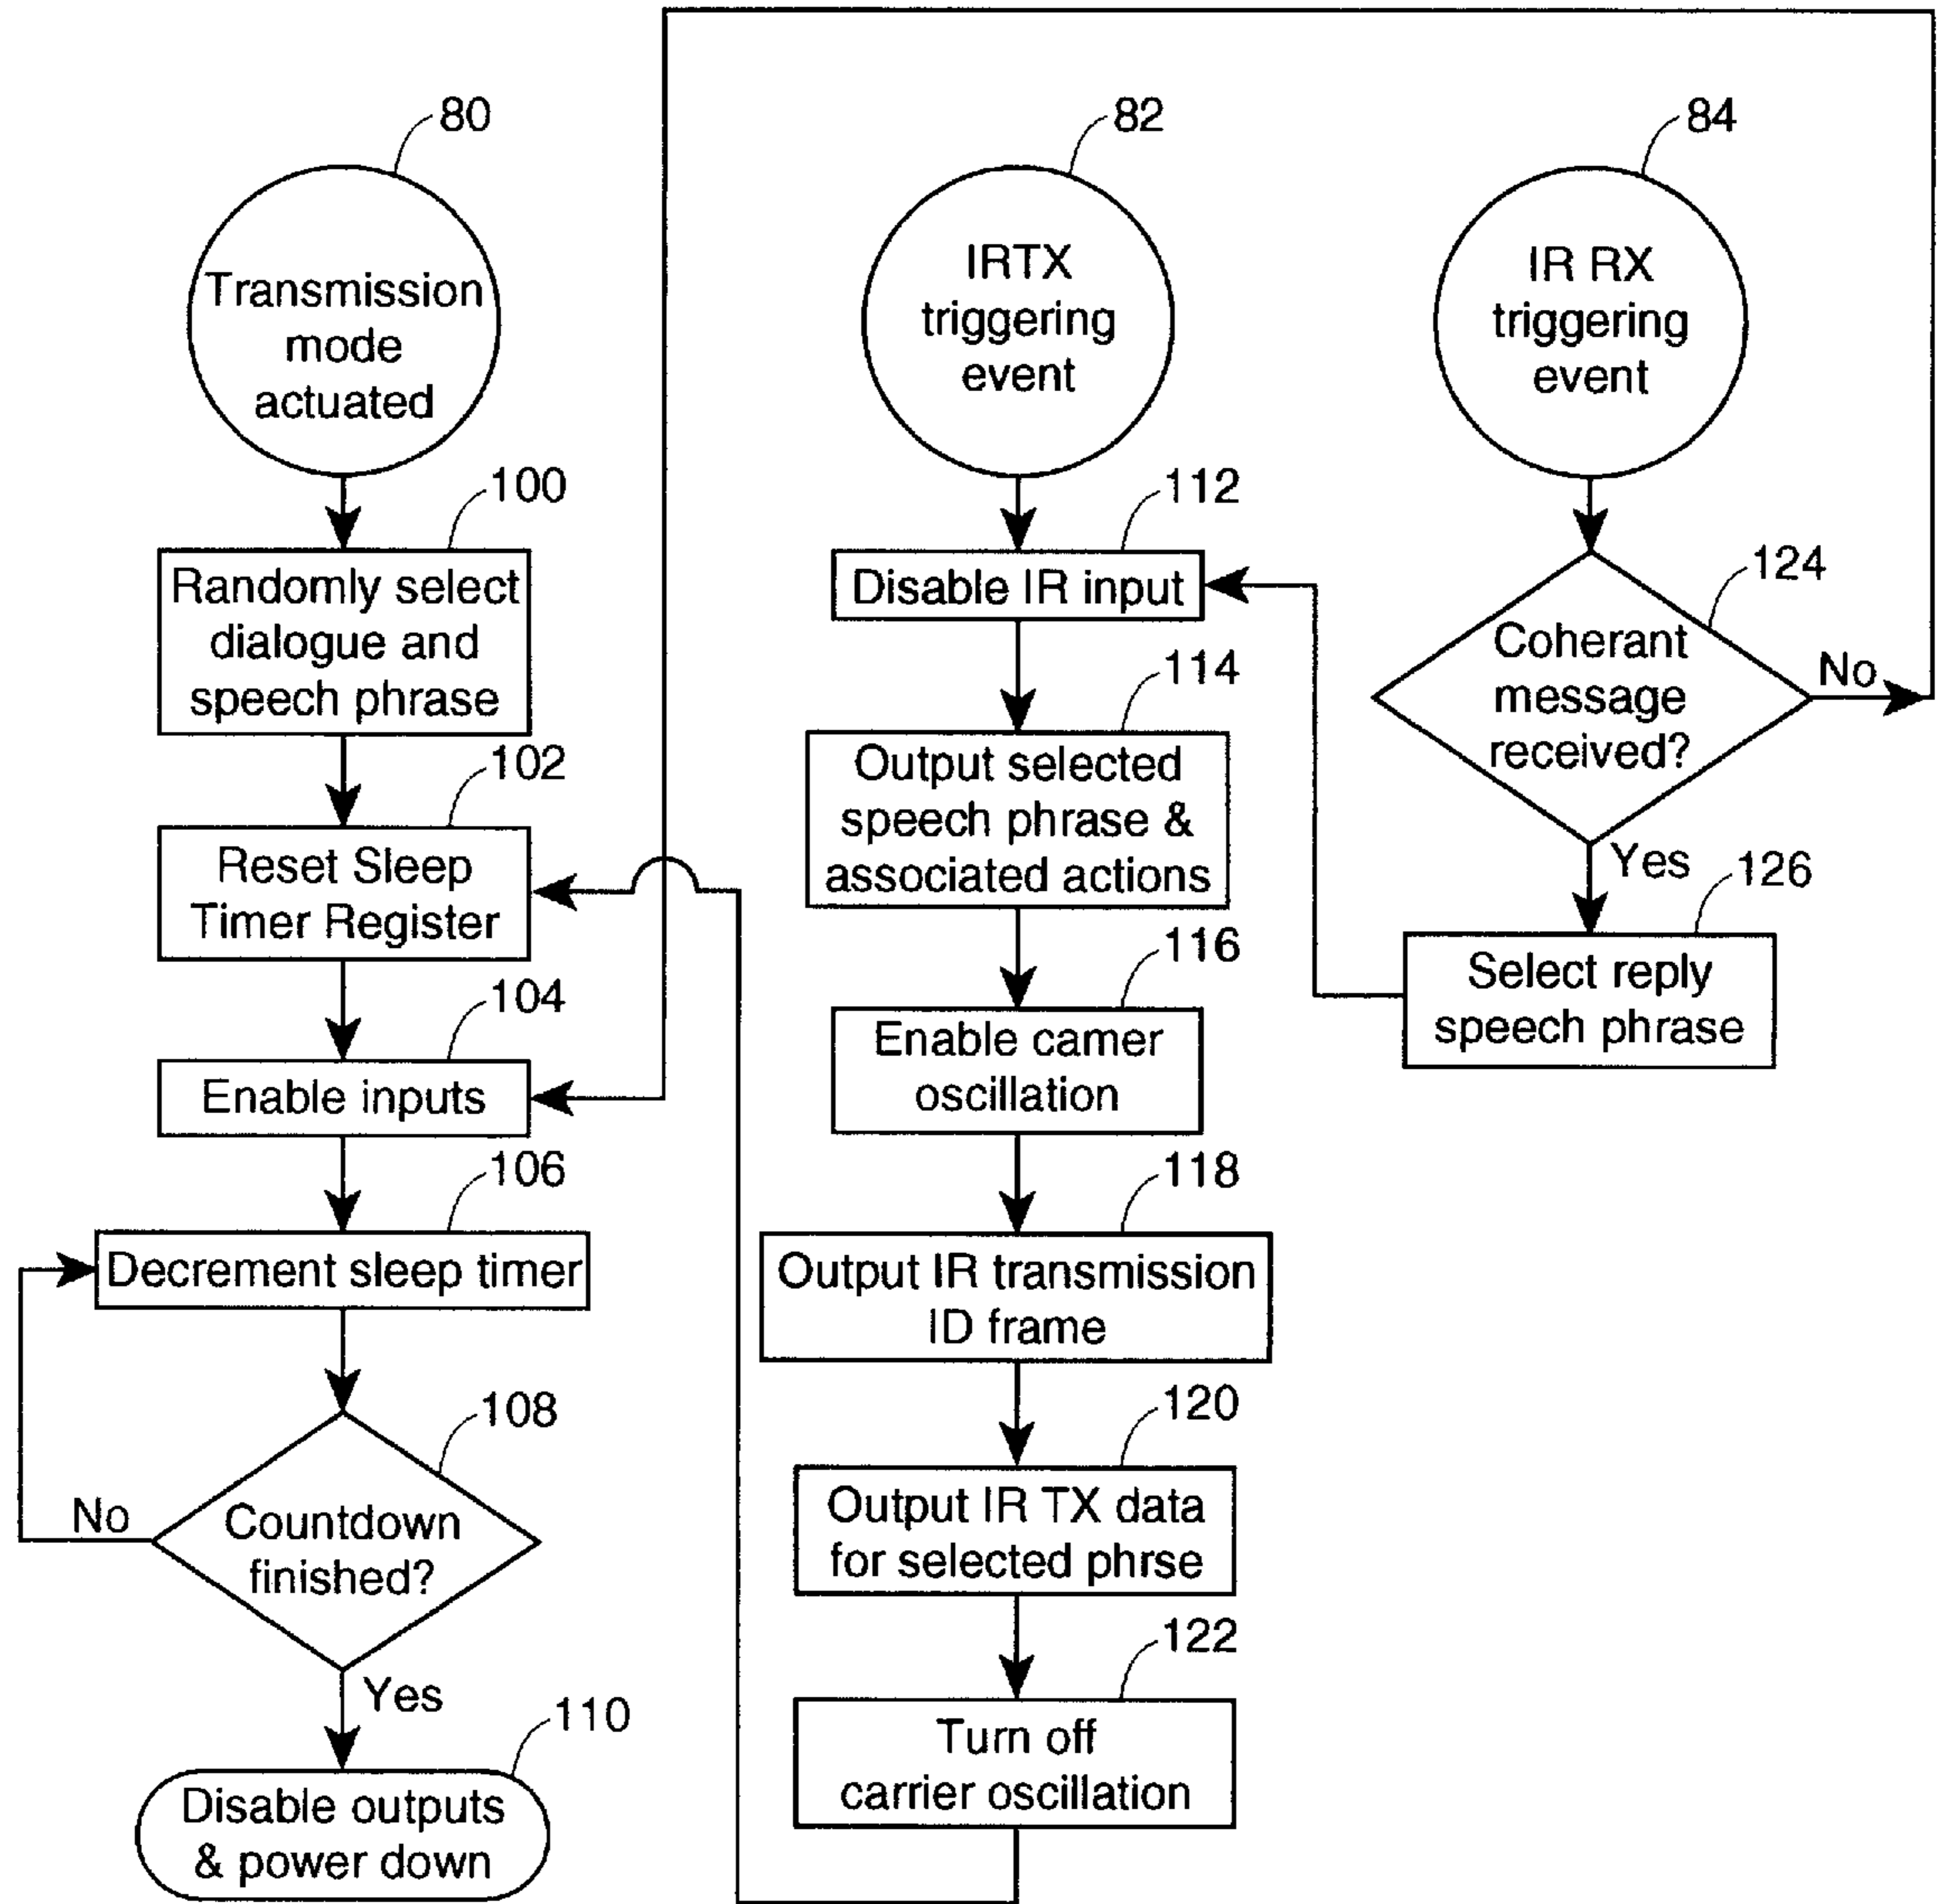 80
Transmission
mode
actuated
100
Randomly select
dialogue and
speech phrase
102
Reset Sleep
Timer Register
104
Enable inputs
106
Decrement sleep timer
108
Countdown
finished?
No
Yes
110
Disable outputs
& power down
82
IRTX
triggering
event
112
Disable IR input
114
Output selected
speech phrase &
associated actions
116
Enable camer
oscillation
118
Output IR transmission
ID frame
120
Output IR TX data
for selected phrse
122
Turn off
carrier oscillation
84
IR RX
triggering
event
124
Coherant
message
received?
No
Yes
126
Select reply
speech phrase